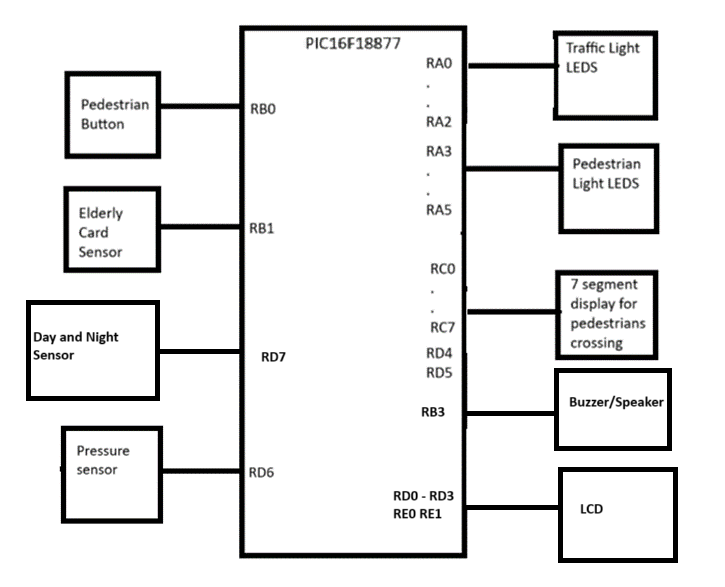 PIC16F18877
Pedestrian
Button
RB0
Elderly
Card
Sensor
RB1
Day and Night
Sensor
RD7
Pressure
sensor
RD6
RA0
.
.
RA2
Traffic Light
LEDS
RA3
.
.
RA5
Pedestrian
Light LEDS
RC0
.
.
RC7
RD4
RD5
7 segment
display for
pedestrians
crossing
RB3
Buzzer/Speaker
RD0 - RD3
RE0 RE1
LCD